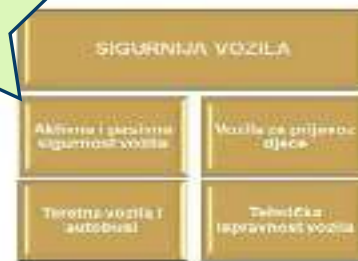 SIGURNIJA VOZILA
Aktivna i pasivna
sigurnost vozila
Vozila za prijevoz
djece
Teretna vozila i
autobusi
Tehnička
ispravnost vozila